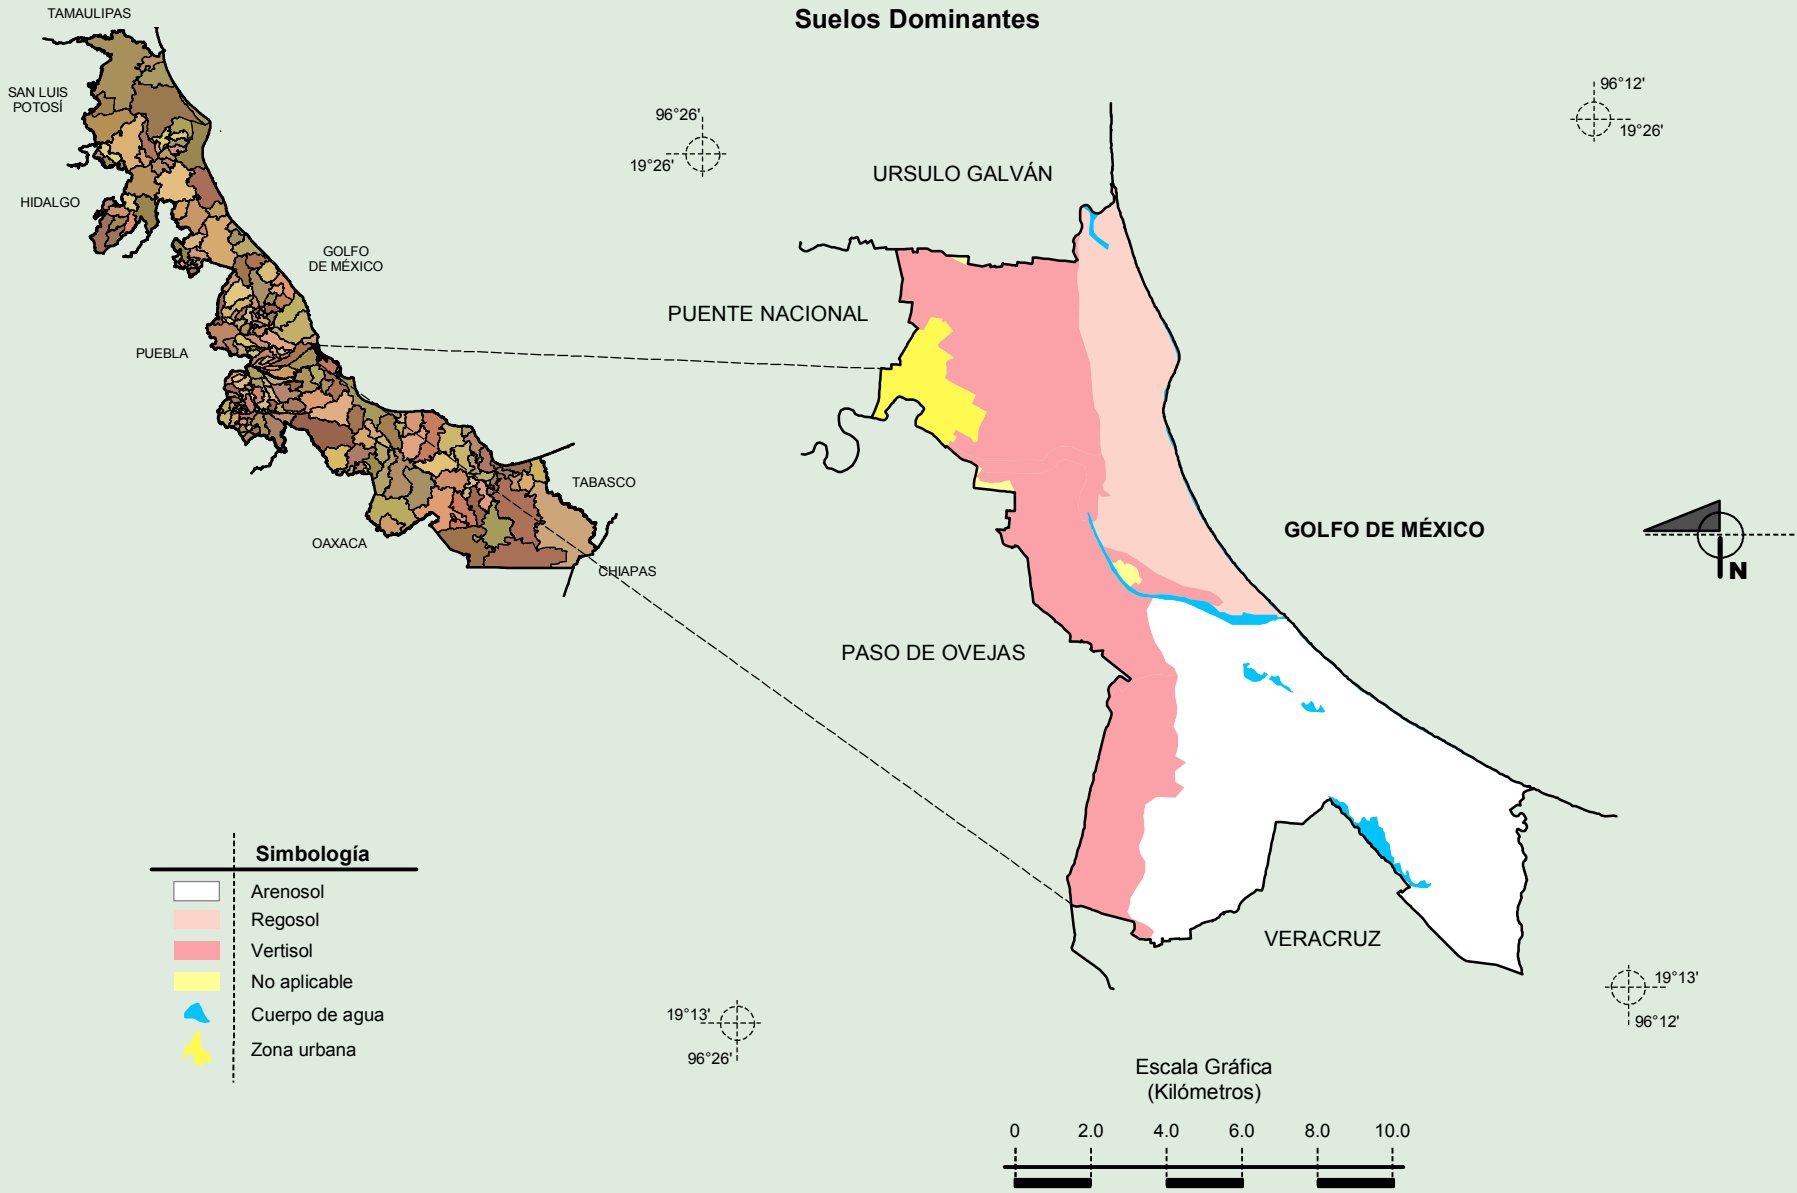 Suelos Dominantes
TAMAULIPAS
SAN LUIS
POTOSÍ
HIDALGO
GOLFO
DE MÉXICO
PUEBLA
OAXACA
TABASCO
CHIAPAS
96°26'
19°26'
96°12'
19°26'
URSULO GALVÁN
PUENTE NACIONAL
GOLFO DE MÉXICO
N
PASO DE OVEJAS
VERACRUZ
19°13'
96°26'
19°13'
96°12'
Simbología
Arenosol
Regosol
Vertisol
No aplicable
Cuerpo de agua
Zona urbana
Escala Gráfica
(Kilómetros)
0 2.0 4.0 6.0 8.0 10.0